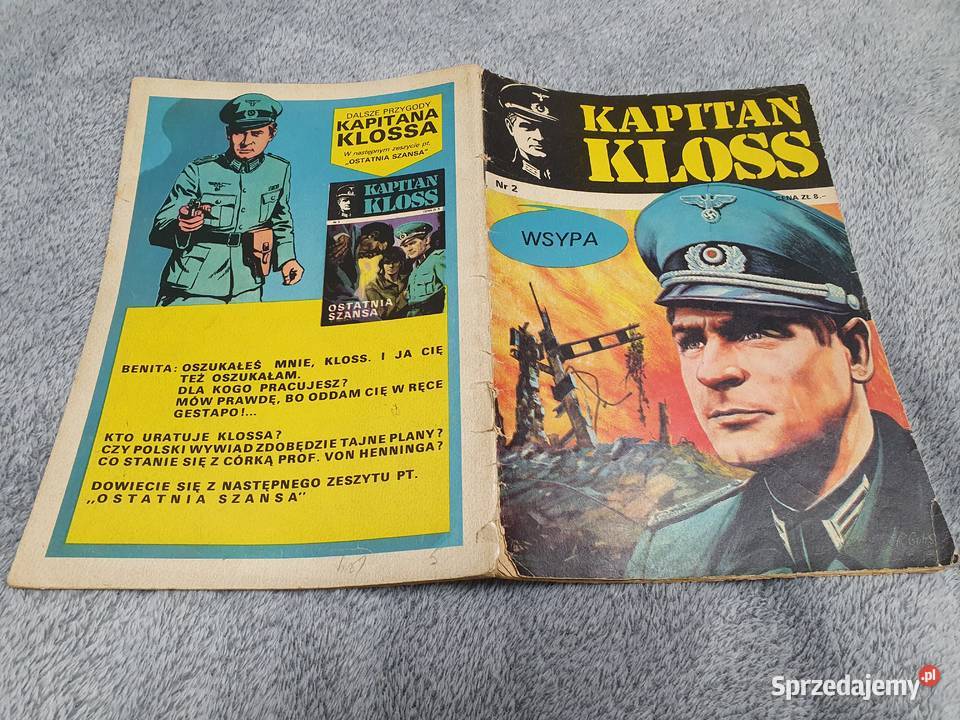 DALSZE PRZYGODY
KAPITANA
KLOSSA
W następnym zeszycie pt.
„OSTATNIA SZANSA"
KAPITAN
KLOSS
OSTATNIA
SZANSA
BENITA: OSZUKAŁEŚ MNIE, KLOSS. I JA CIĘ
TEŻ OSZUKAŁAM.
DLA KOGO PRACUJESZ?
MÓW PRAWDĘ, BO ODDAM CIĘ W RĘCE
GESTAPO!...
KTO URATUJE KLOSSA?
CZY POLSKI WYWIAD ZDOBĘDZIE TAJNE PLANY?
CO STANIE SIĘ Z CÓRKĄ PROF. VON HENNINGA?
DOWIECIE SIĘ Z NASTĘPNEGO ZESZYTU PT.
„OSTATNIA SZANSA"
KAPITAN
KLOSS
Nr 2
CENA ZŁ 8.-
WSYPA
Sprzedajemy.pl